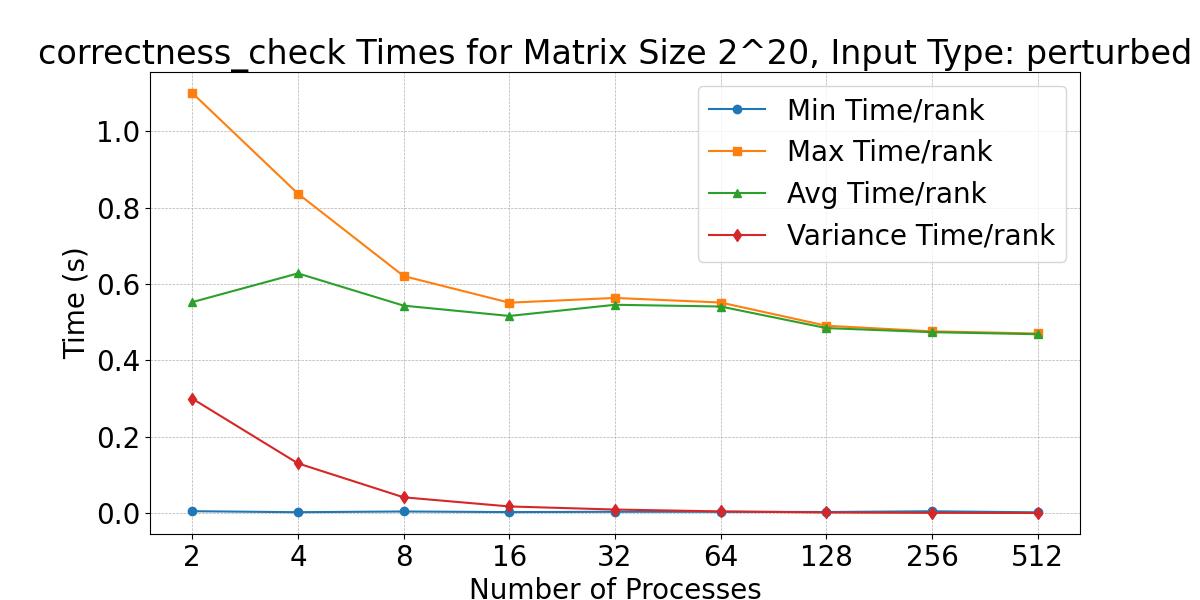 correctness_check Times for Matrix Size 2^20, Input Type: perturbed
Min Time/rank
Max Time/rank
Avg Time/rank
Variance Time/rank
Time (s)
1.0
0.8
0.6
0.4
0.2
0.0
2 4 8 16 32 64 128 256 512
Number of Processes